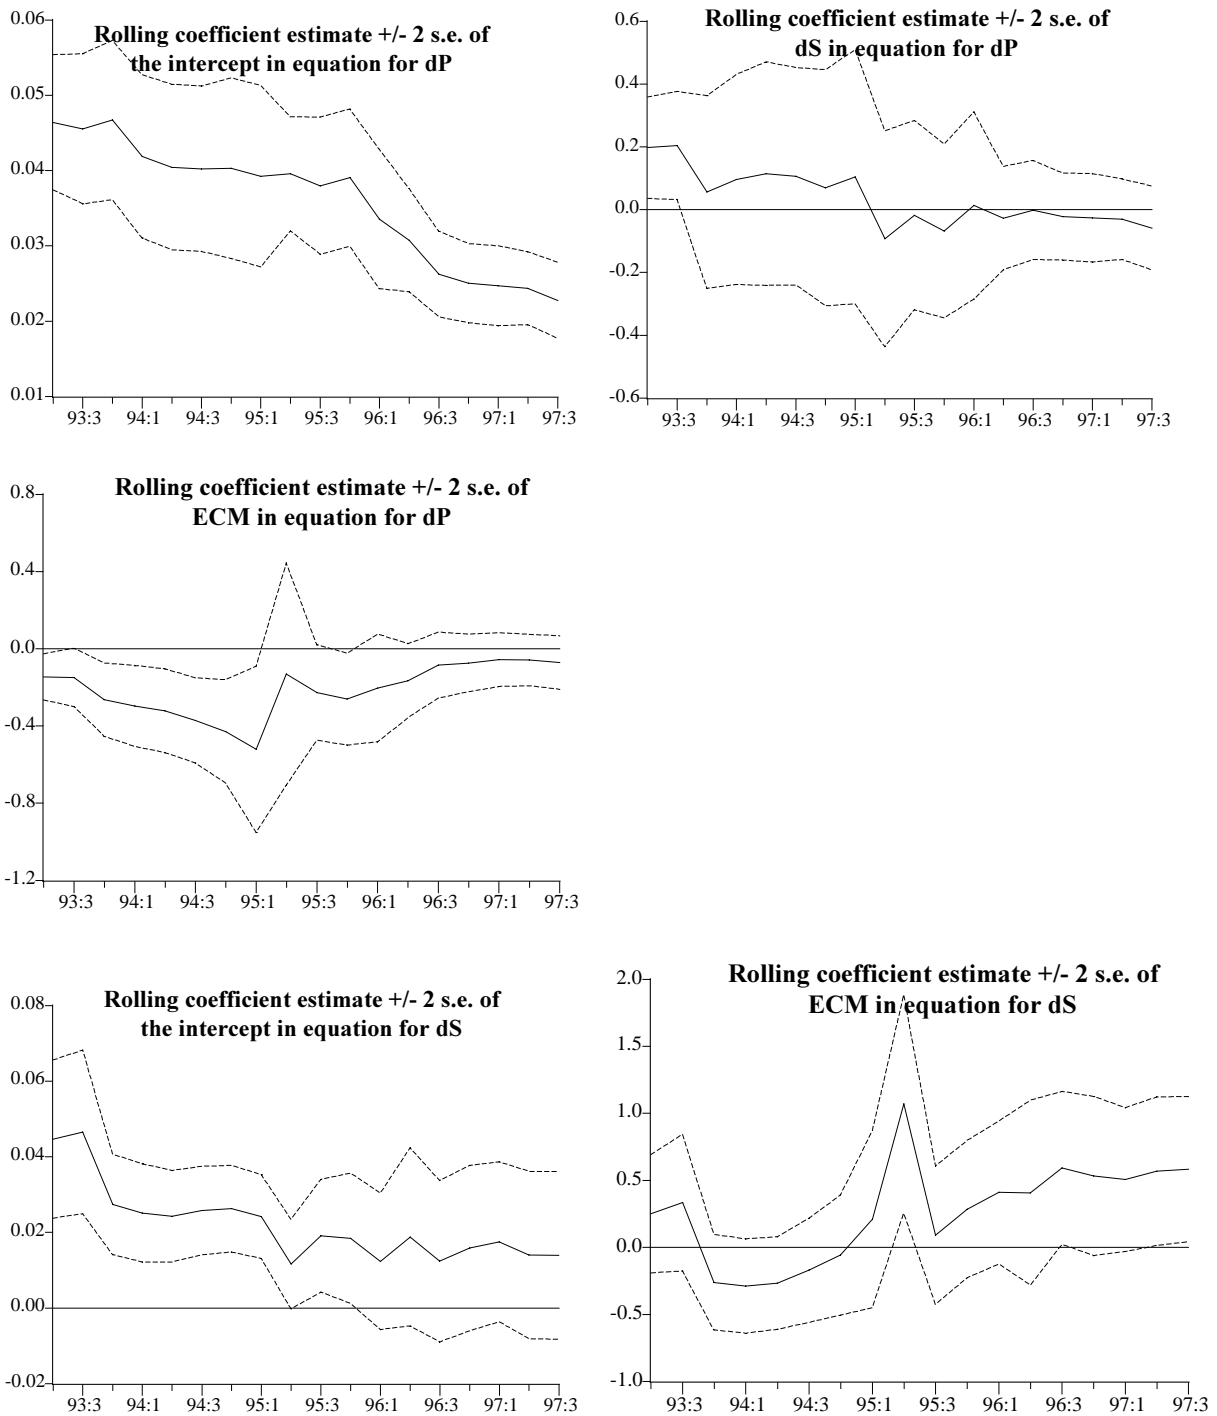 Rolling coefficient estimate +/- 2 s.e. of
the intercept in equation for dP
0.06
0.05
0.04
0.03
0.02
0.01
93:3 94:1 94:3 95:1 95:3 96:1 96:3 97:1 97:3
Rolling coefficient estimate +/- 2 s.e. of
dS in equation for dP
0.6
0.4
0.2
0.0
-0.2
-0.4
-0.6
93:3 94:1 94:3 95:1 95:3 96:1 96:3 97:1 97:3
Rolling coefficient estimate +/- 2 s.e. of
ECM in equation for dP
0.8
0.4
0.0
-0.4
-0.8
-1.2
93:3 94:1 94:3 95:1 95:3 96:1 96:3 97:1 97:3
Rolling coefficient estimate +/- 2 s.e. of
the intercept in equation for dS
0.08
0.06
0.04
0.02
0.00
-0.02
93:3 94:1 94:3 95:1 95:3 96:1 96:3 97:1 97:3
Rolling coefficient estimate +/- 2 s.e. of
ECM in equation for dS
2.0
1.5
1.0
0.5
0.0
-0.5
-1.0
93:3 94:1 94:3 95:1 95:3 96:1 96:3 97:1 97:3